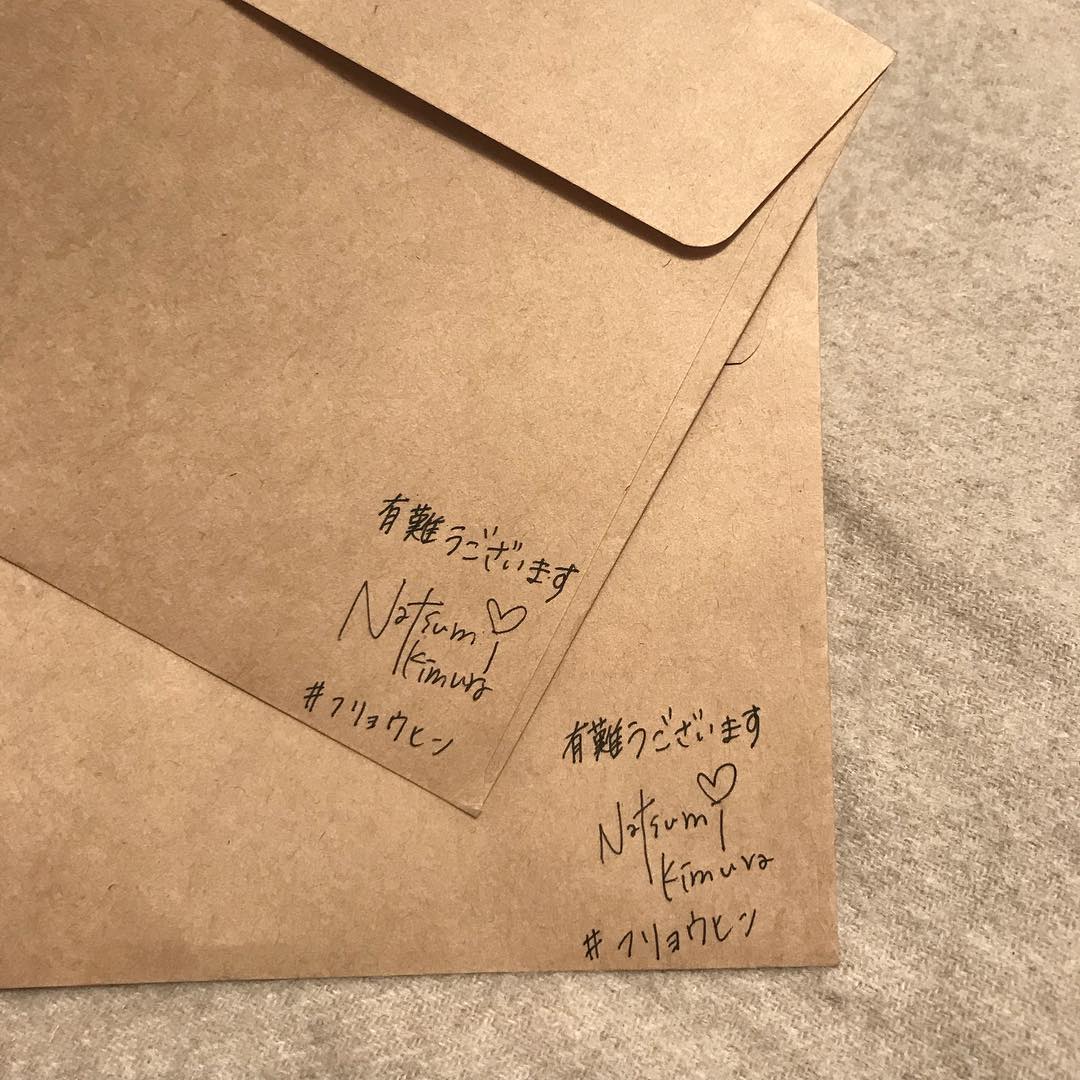 有難うございます
Natsumi♡
Kimura
#フリョウヒン
有難うございます
Natsumi♡
Kimura
#フリョウヒン